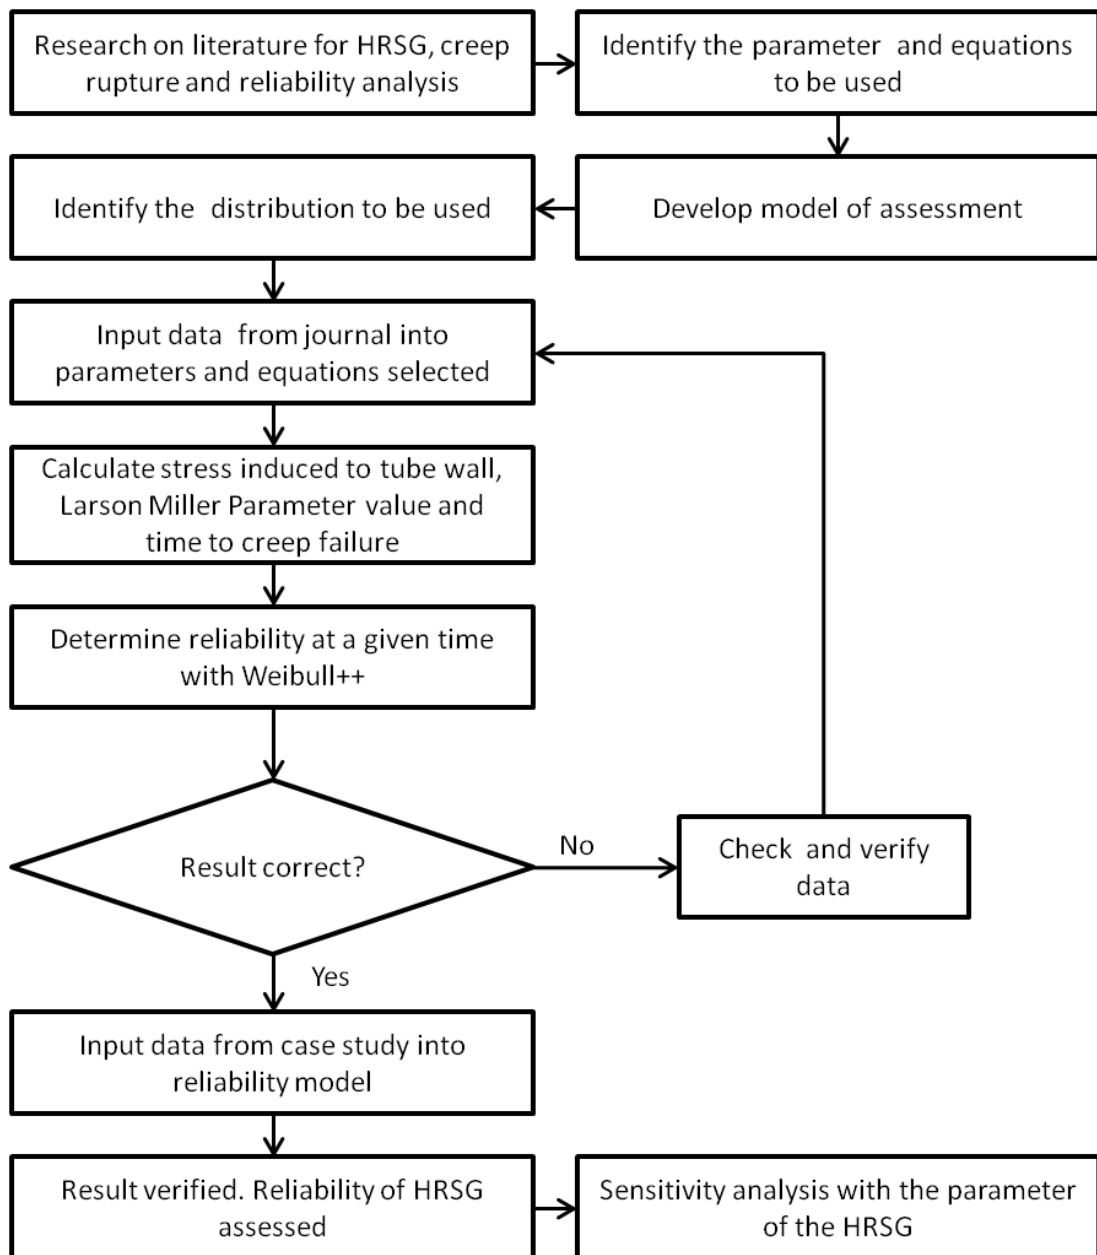 Research on literature for HRSG, creep
rupture and reliability analysis
Identify the parameter and equations
to be used
Identify the distribution to be used
Develop model of assessment
Input data from journal into
parameters and equations selected
Calculate stress induced to tube wall,
Larson Miller Parameter value and
time to creep failure
Determine reliability at a given time
with Weibull++
Result correct?
No
Check and verify
data
Yes
Input data from case study into
reliability model
Result verified. Reliability of HRSG
assessed
Sensitivity analysis with the parameter
of the HRSG